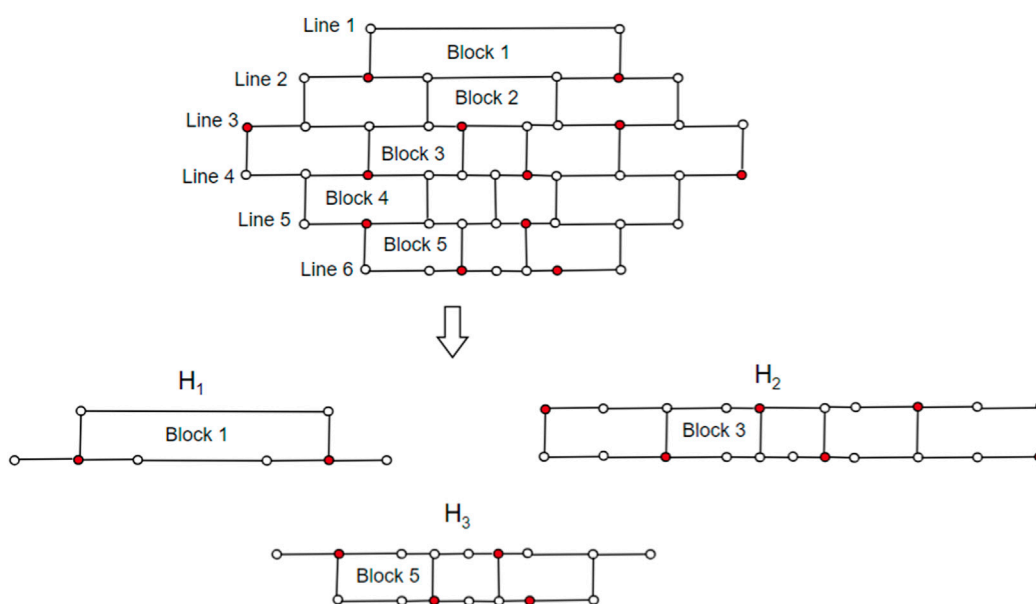 Line 1
Block 1
Line 2
Block 2
Line 3
Block 3
Line 4
Block 4
Line 5
Block 5
Line 6
H₁
H₂
Block 1
Block 3
H₃
Block 5